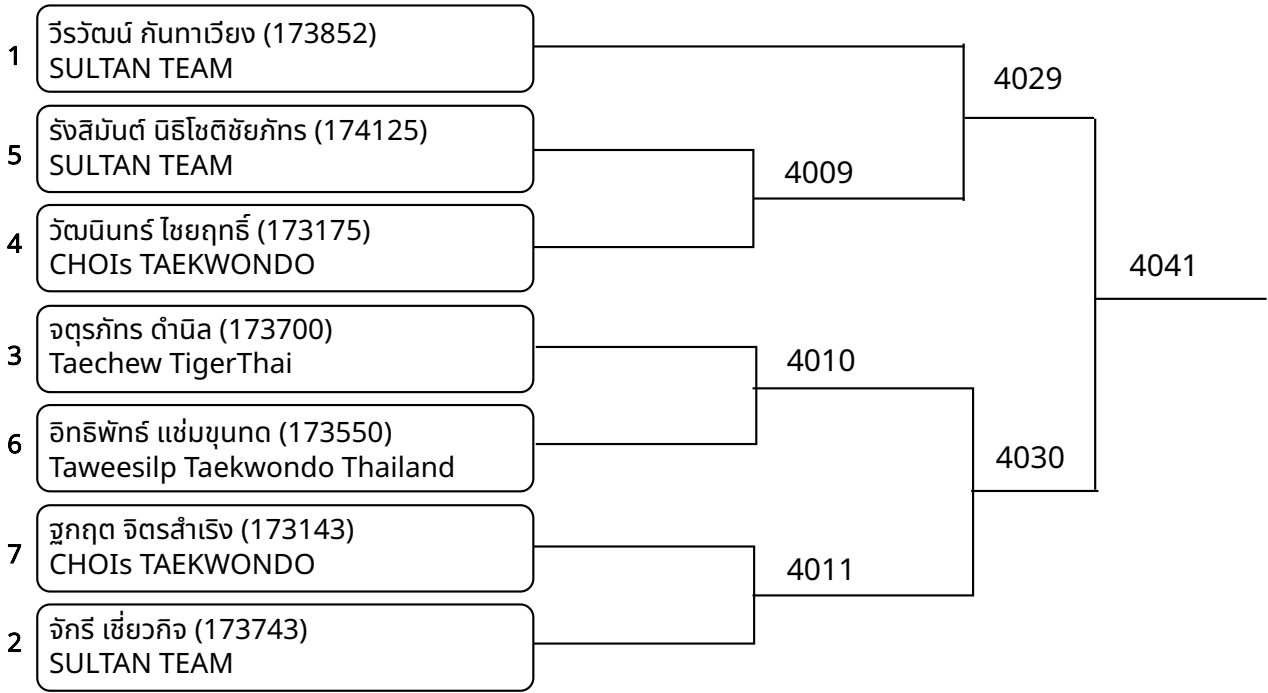 1
วีรวัฒน์ กันทาเวียง (173852)
SULTAN TEAM
5
รังสิมันต์ นิธิโชติชัยภัทร (174125)
SULTAN TEAM
4
วัฒนินทร์ ไชยฤทธิ์ (173175)
CHOIs TAEKWONDO
3
จตุรภัทร ดำนิล (173700)
Taechew TigerThai
6
อิทธิพัทธ์ แช่มขุนทด (173550)
Taweesilp Taekwondo Thailand
7
ฐกฤต จิตรสำเริง (173143)
CHOIs TAEKWONDO
2
จักรี เชี่ยวกิจ (173743)
SULTAN TEAM
4009
4010
4011
4029
4030
4041